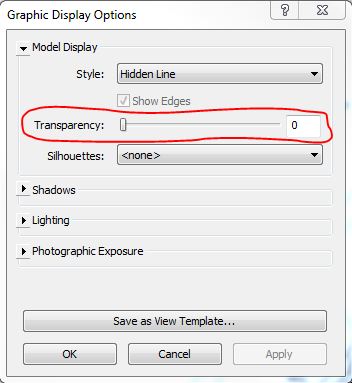 Graphic Display Options
Model Display
Style: Hidden Line
Show Edges
Transparency: 0
Silhouettes: <none>
Shadows
Lighting
Photographic Exposure
Save as View Template...
OK Cancel Apply